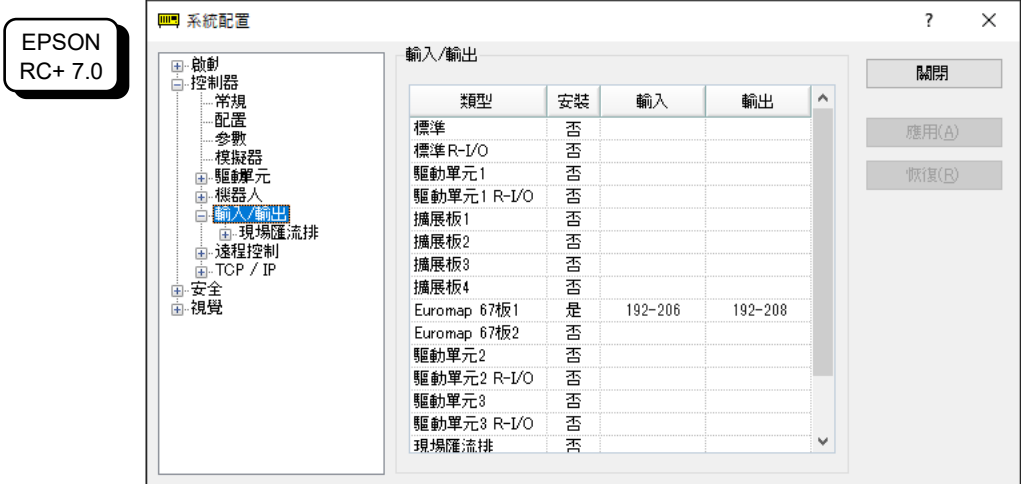 EPSON
RC+ 7.0
系統配置
?
啟動
控制器
常規
配置
參數
模擬器
驅動單元
機器人
輸入/輸出
現場匯流排
遠程控制
TCP / IP
安全
視覺
輸入/輸出
類型 安裝 輸入 輸出
標準 否
標準R-I/O 否
驅動單元1 否
驅動單元1 R-I/O 否
擴展板1 否
擴展板2 否
擴展板3 否
擴展板4 否
Euromap 67板1 是 192-206 192-208
Euromap 67板2 否
驅動單元2 否
驅動單元2 R-I/O 否
驅動單元3 否
驅動單元3 R-I/O 否
現場匯流排 否
關閉
應用(A)
恢復(R)